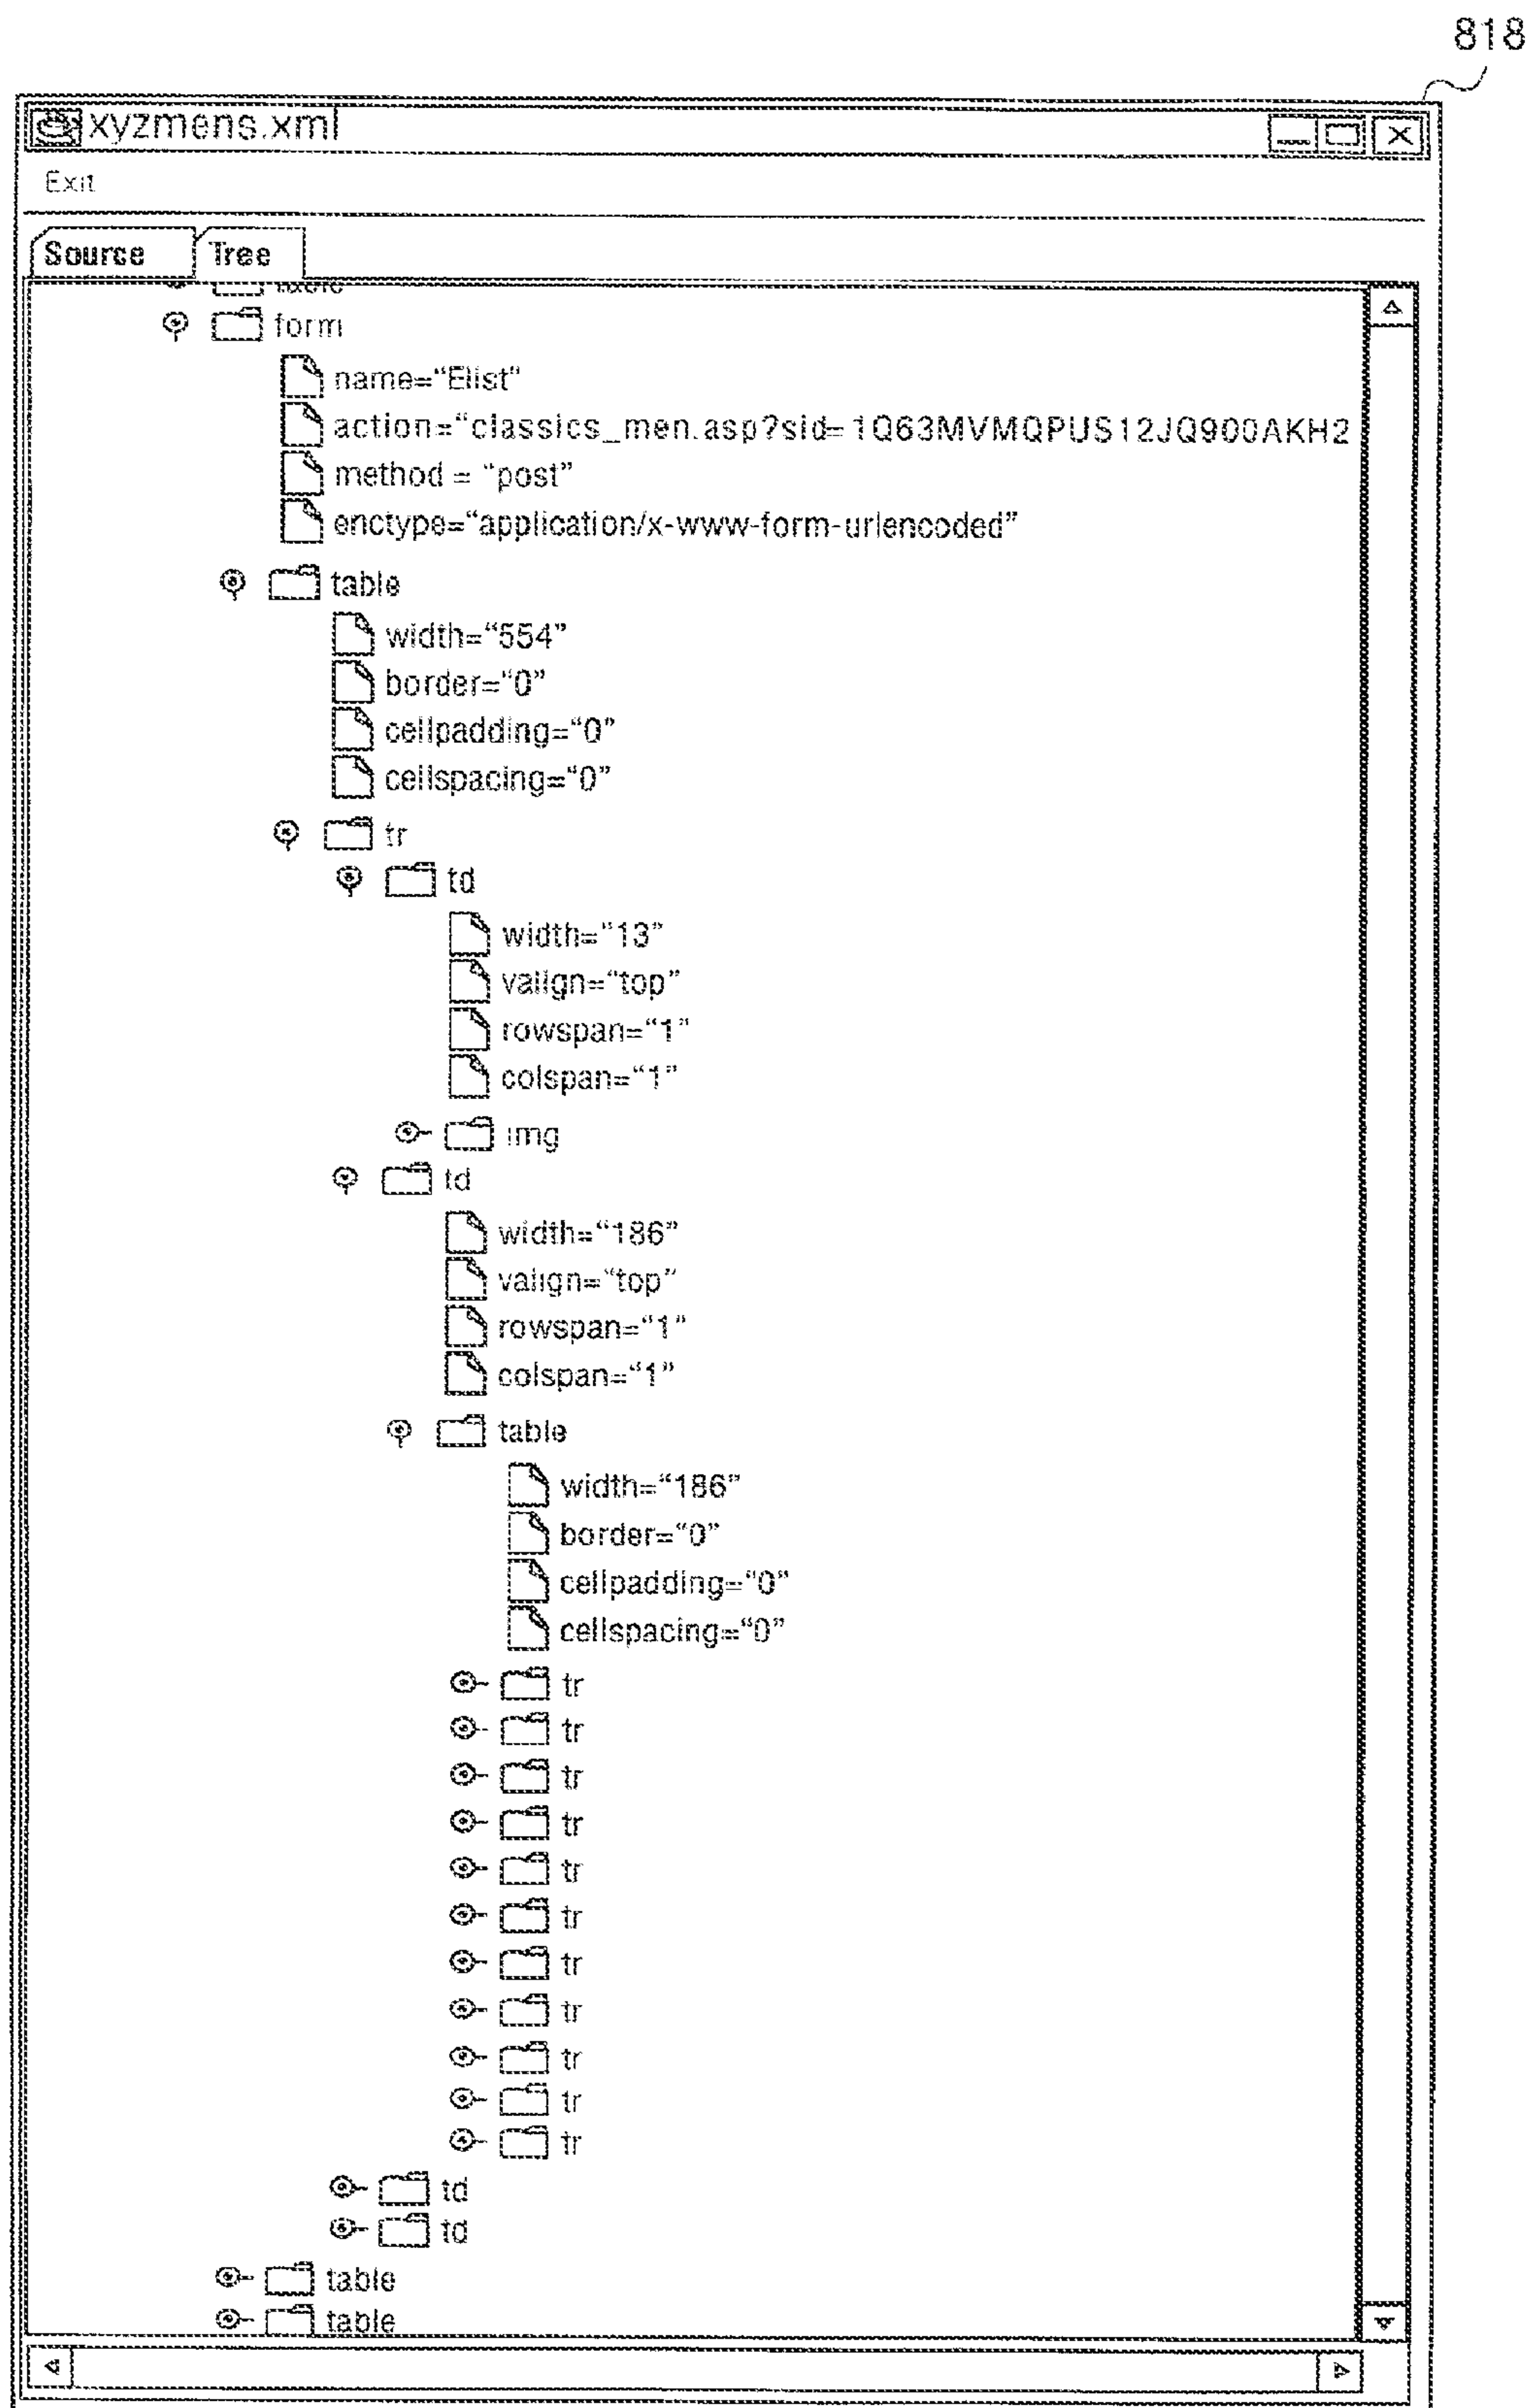 818
xyzmens.xml
Exit
Source Tree
form
name=“Elist”
action=“classics_men.asp?sid=1Q63MVMQPUS12JQ900AKH2
method = “post”
enctype=“application/x-www-form-urlencoded”
table
width=“554”
border=“0”
cellpadding=“0”
cellspacing=“0”
tr
td
width=“13”
valign=“top”
rowspan=“1”
colspan=“1”
img
td
width=“186”
valign=“top”
rowspan=“1”
colspan=“1”
table
width=“186”
border=“0”
cellpadding=“0”
cellspacing=“0”
tr
tr
tr
tr
tr
tr
tr
tr
tr
tr
tr
td
td
table
table